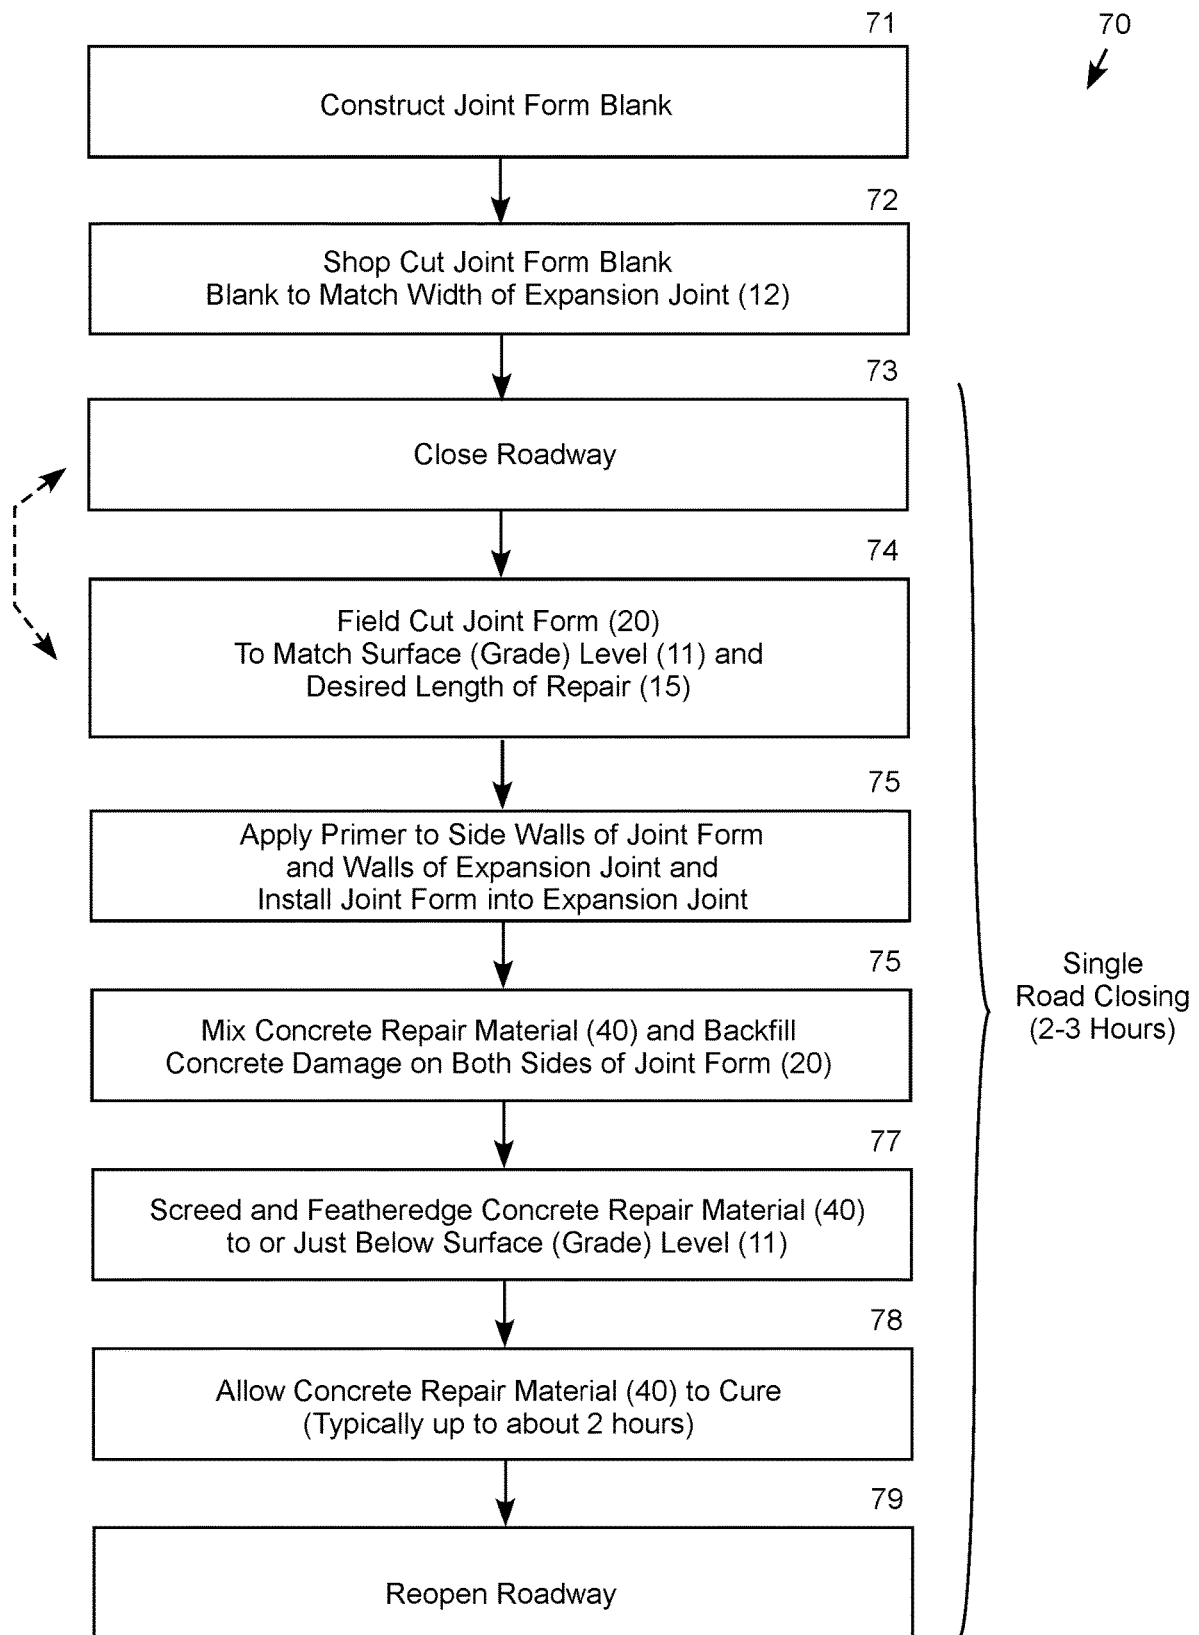 71
70
Construct Joint Form Blank
72
Shop Cut Joint Form Blank
Blank to Match Width of Expansion Joint (12)
73
Close Roadway
74
Field Cut Joint Form (20)
To Match Surface (Grade) Level (11) and
Desired Length of Repair (15)
75
Apply Primer to Side Walls of Joint Form
and Walls of Expansion Joint and
Install Joint Form into Expansion Joint
75
Mix Concrete Repair Material (40) and Backfill
Concrete Damage on Both Sides of Joint Form (20)
77
Screed and Featheredge Concrete Repair Material (40)
to or Just Below Surface (Grade) Level (11)
78
Allow Concrete Repair Material (40) to Cure
(Typically up to about 2 hours)
79
Reopen Roadway
Single
Road Closing
(2-3 Hours)